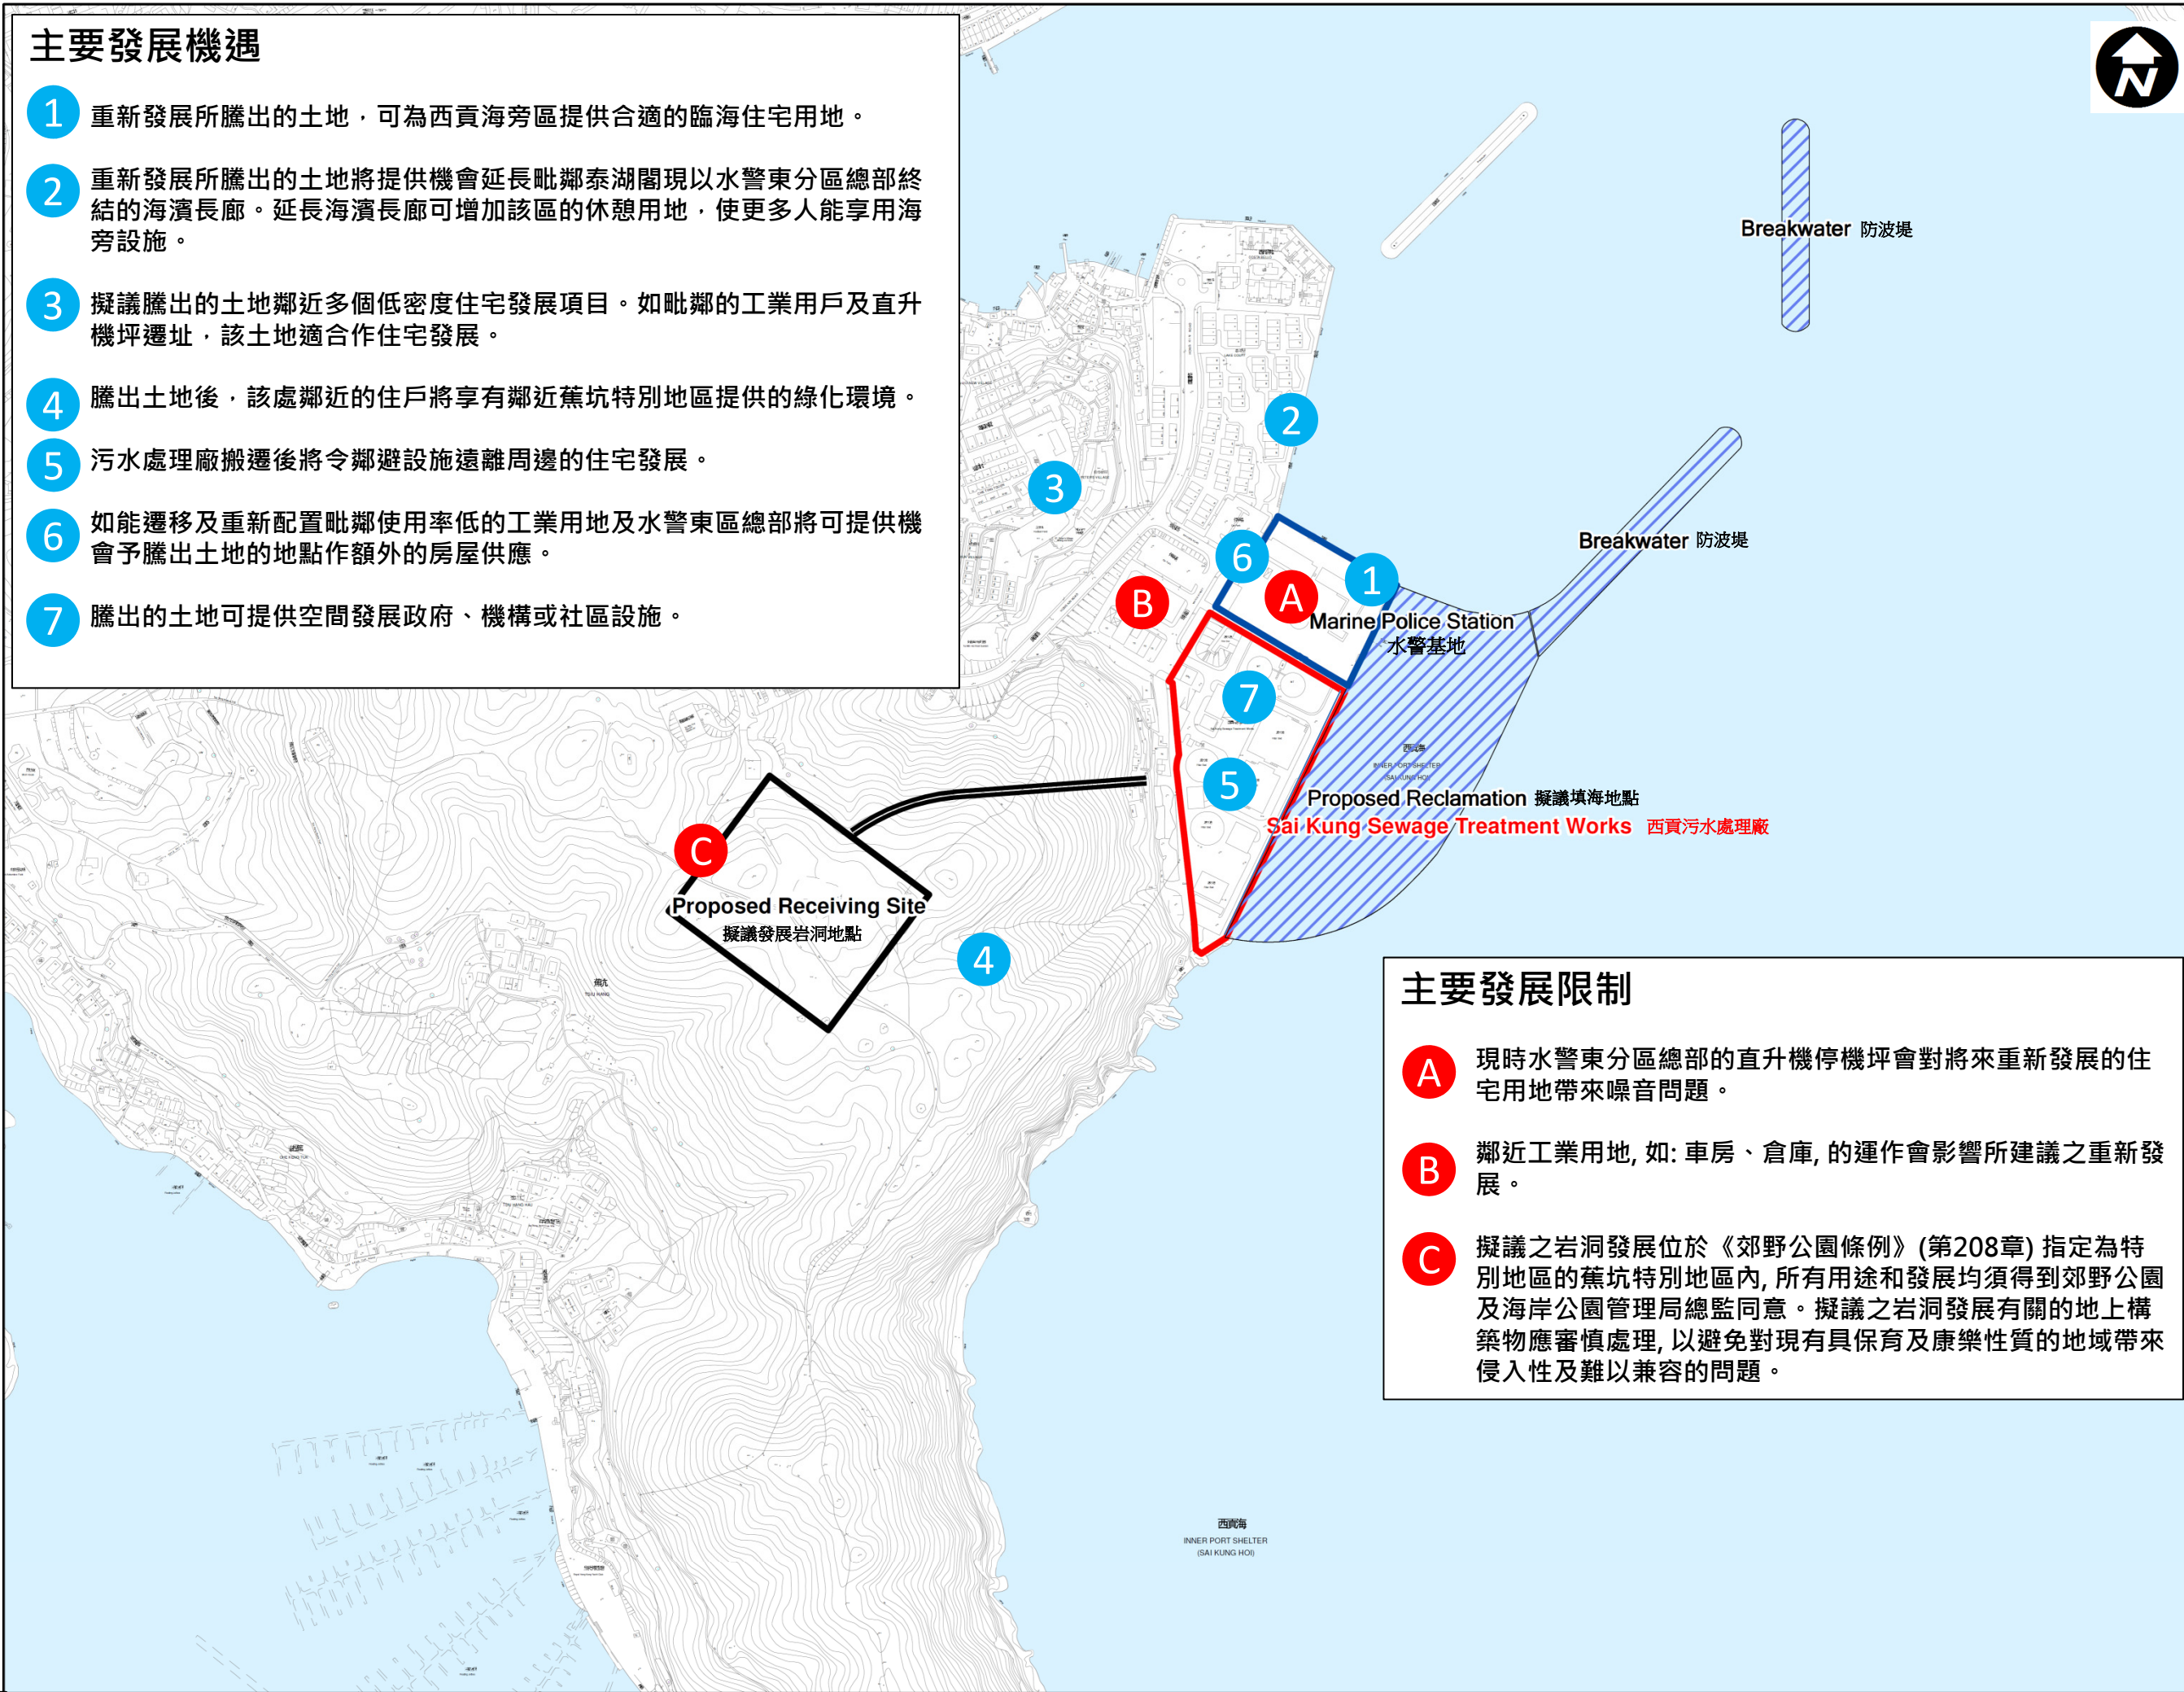 主要發展機遇
1 重新發展所騰出的土地，可為西貢海旁區提供合適的臨海住宅用地。
2 重新發展所騰出的土地將提供機會延長毗鄰泰湖閣現以水警東分區總部終
結的海濱長廊。延長海濱長廊可增加該區的休憩用地，使更多人能享用海
旁設施。
3 擬議騰出的土地鄰近多個低密度住宅發展項目。如毗鄰的工業用戶及直升
機坪遷址，該土地適合作住宅發展。
4 騰出土地後，該處鄰近的住戶將享有鄰近蕉坑特別地區提供的綠化環境。
5 污水處理廠搬遷後將令鄰避設施遠離周邊的住宅發展。
6 如能遷移及重新配置毗鄰使用率低的工業用地及水警東區總部將可提供機
會予騰出土地的地點作額外的房屋供應。
7 騰出的土地可提供空間發展政府、機構或社區設施。
N
Breakwater 防波堤
2
3
Breakwater 防波堤
6
1
A
B
Marine Police Station
水警基地
7
西貢海
INNER PORT SHELTER
(SAI KUNG HOI)
5
Proposed Reclamation 擬議填海地點
Sai Kung Sewage Treatment Works 西貢污水處理廠
C
Proposed Receiving Site
擬議發展岩洞地點
4
蕉坑
TSIU HANG
主要發展限制
A 現時水警東分區總部的直升機停機坪會對將來重新發展的住
宅用地帶來噪音問題。
B 鄰近工業用地, 如: 車房、倉庫, 的運作會影響所建議之重新發
展。
C 擬議之岩洞發展位於《郊野公園條例》(第208章) 指定為特
別地區的蕉坑特別地區內, 所有用途和發展均須得到郊野公園
及海岸公園管理局總監同意。擬議之岩洞發展有關的地上構
築物應審慎處理, 以避免對現有具保育及康樂性質的地域帶來
侵入性及難以兼容的問題。
西貢海
INNER PORT SHELTER
(SAI KUNG HOI)